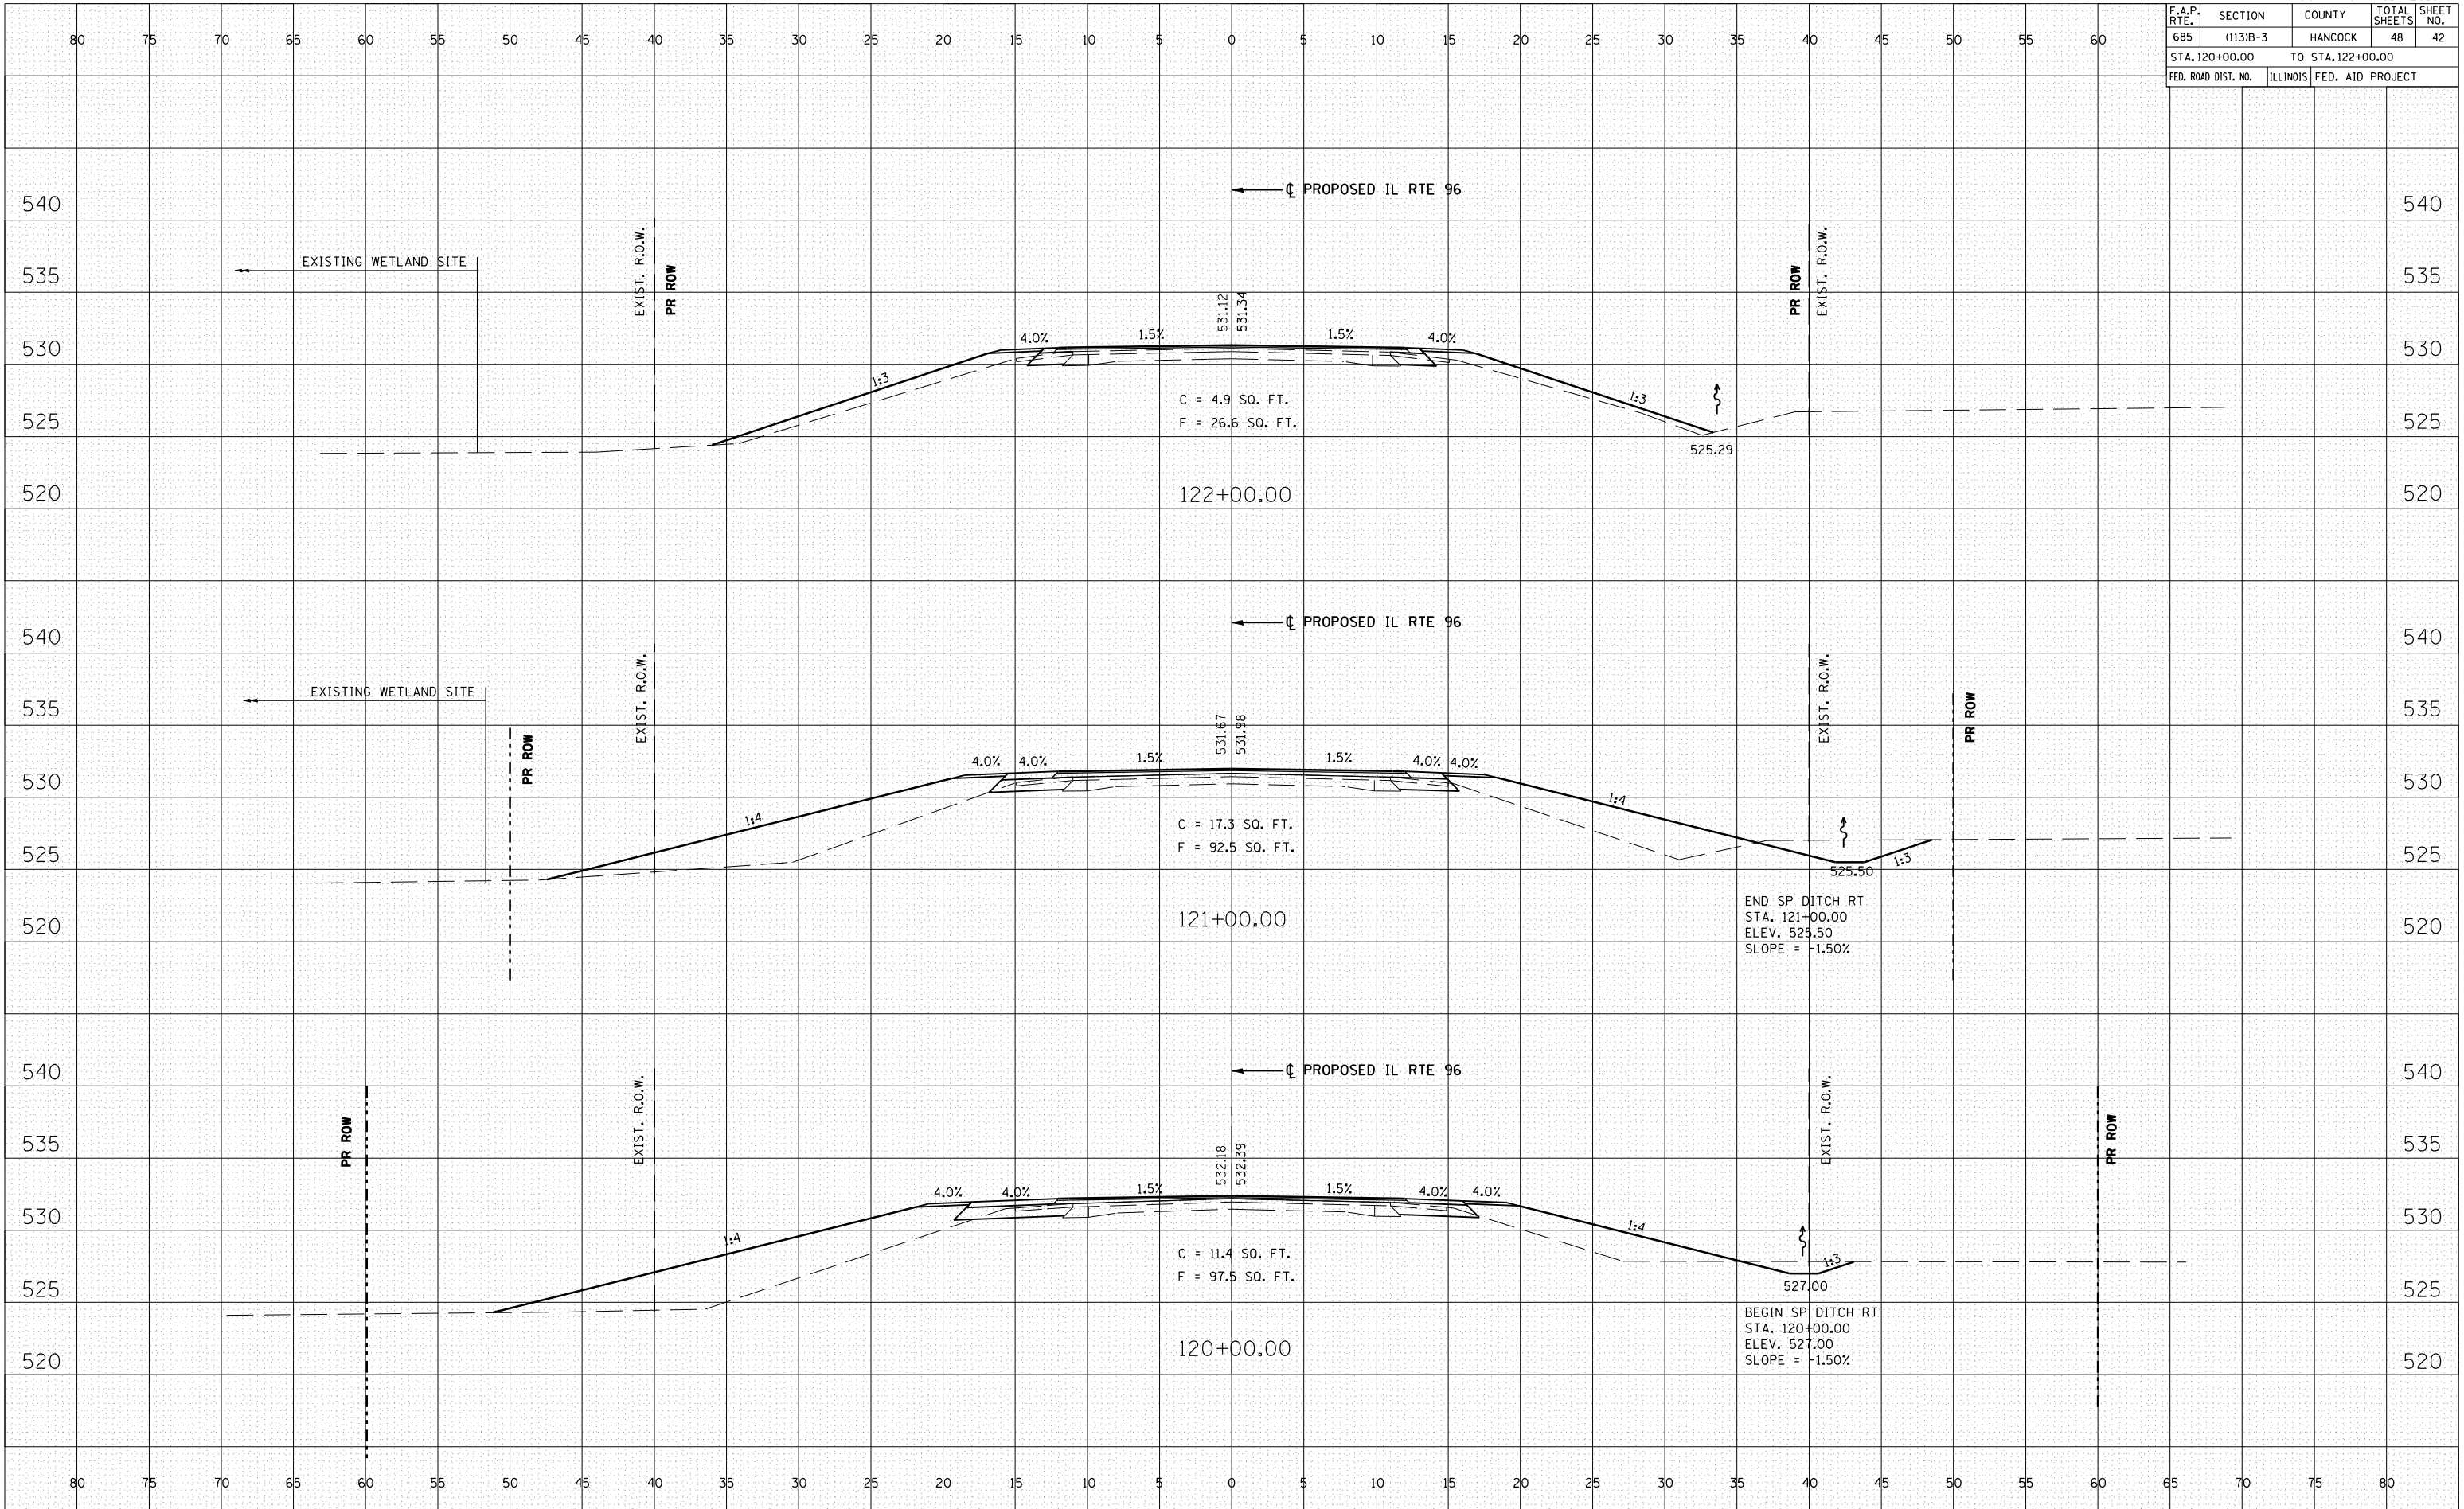 F.A.P. RTE. SECTION COUNTY TOTAL SHEETS SHEET NO.
685 (113)B-3 HANCOCK 48 42
STA. 120+00.00 TO STA. 122+00.00
FED. ROAD DIST. NO. ILLINOIS FED. AID PROJECT
80 75 70 65 60 55 50 45 40 35 30 25 20 15 10 5 0 5 10 15 20 25 30 35 40 45 50 55 60
℄ PROPOSED IL RTE 96
540 540
EXISTING WETLAND SITE
EXIST. R.O.W.
PR ROW
PR ROW
EXIST. R.O.W.
535 535
531.12
531.34
4.0% 1.5% 1.5% 4.0%
530 530
1:3 1:3
C = 4.9 SQ. FT.
F = 26.6 SQ. FT.
525 525
525.29
520 122+00.00 520
℄ PROPOSED IL RTE 96
540 540
EXISTING WETLAND SITE
PR ROW
EXIST. R.O.W.
EXIST. R.O.W.
PR ROW
535 535
531.67
531.98
4.0% 4.0% 1.5% 1.5% 4.0% 4.0%
530 530
1:4 1:4
C = 17.3 SQ. FT.
F = 92.5 SQ. FT.
525 525
1:3
525.50
END SP DITCH RT
STA. 121+00.00
ELEV. 525.50
SLOPE = -1.50%
520 121+00.00 520
℄ PROPOSED IL RTE 96
540 540
PR ROW
EXIST. R.O.W.
EXIST. R.O.W.
PR ROW
535 535
532.18
532.39
4.0% 4.0% 1.5% 1.5% 4.0% 4.0%
530 530
1:4 1:4
C = 11.4 SQ. FT.
F = 97.5 SQ. FT.
1:3
525 525
527.00
BEGIN SP DITCH RT
STA. 120+00.00
ELEV. 527.00
SLOPE = -1.50%
520 120+00.00 520
80 75 70 65 60 55 50 45 40 35 30 25 20 15 10 5 0 5 10 15 20 25 30 35 40 45 50 55 60 65 70 75 80